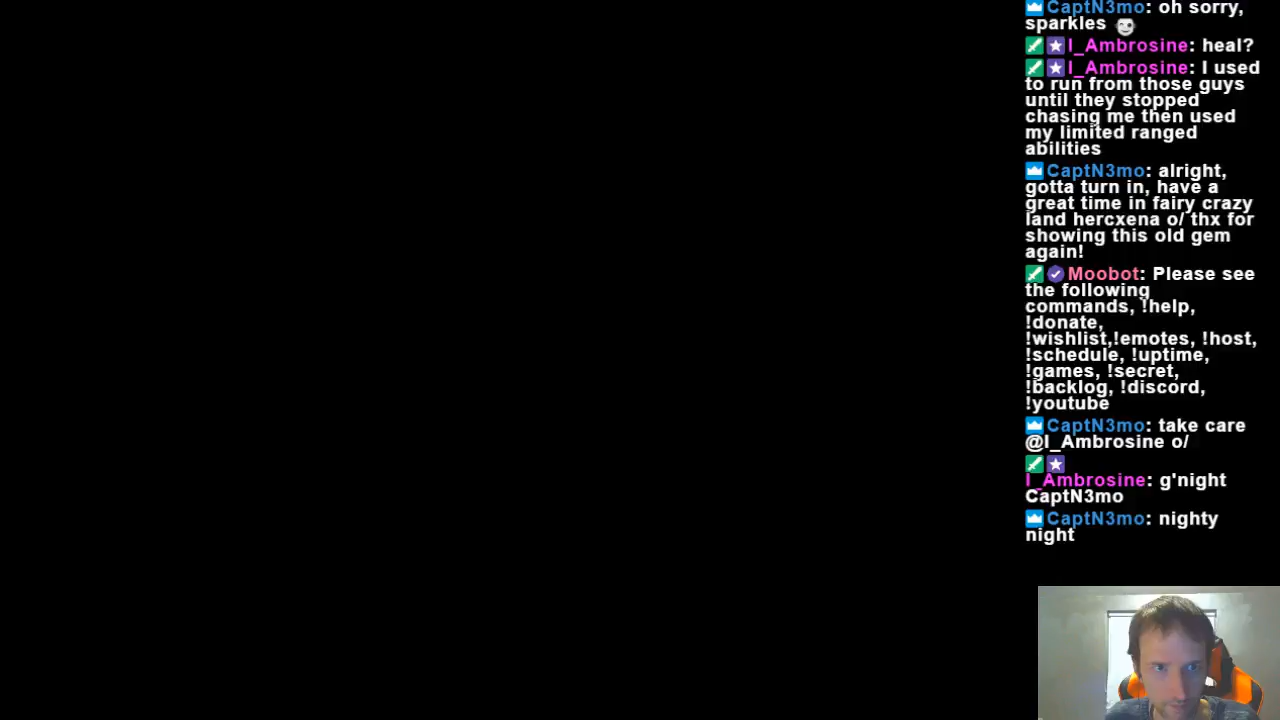 CaptN3mo: oh sorry,
sparkles
I_Ambrosine: heal?
I_Ambrosine: I used
to run from those guys
until they stopped
chasing me then used
my limited ranged
abilities
CaptN3mo: alright,
gotta turn in, have a
great time in fairy crazy
land hercxena o/ thx for
showing this old gem
again!
Moobot: Please see
the following
commands, !help,
!donate,
!wishlist,!emotes, !host,
!schedule, !uptime,
!games, !secret,
!backlog, !discord,
!youtube
CaptN3mo: take care
@I_Ambrosine o/
I_Ambrosine: g'night
CaptN3mo
CaptN3mo: nighty
night